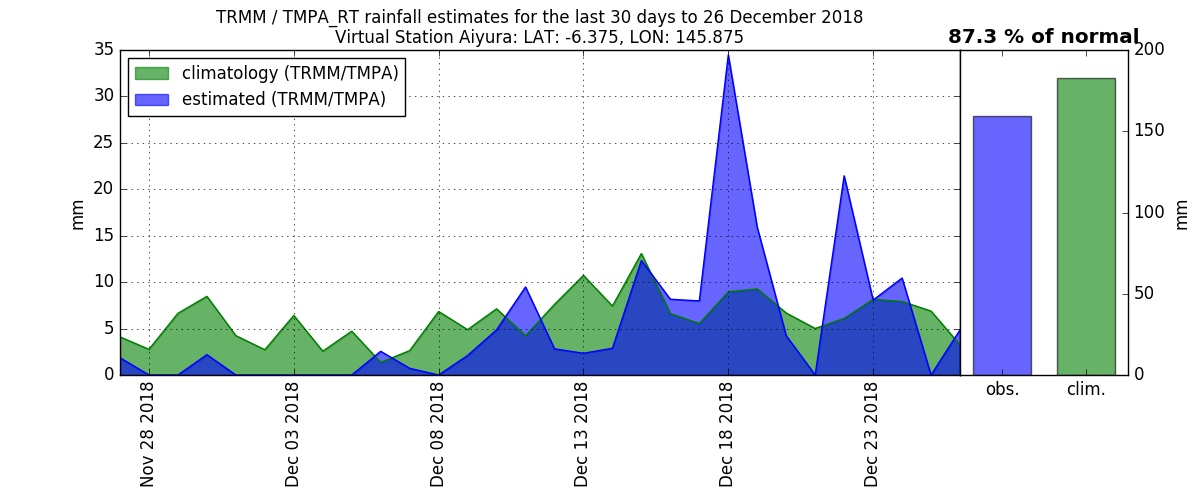 TRMM / TMPA_RT rainfall estimates for the last 30 days to 26 December 2018
Virtual Station Aiyura: LAT: -6.375, LON: 145.875
87.3 % of normal
climatology (TRMM/TMPA)
estimated (TRMM/TMPA)
35
30
25
20
15
10
5
0
mm
Nov 28 2018
Dec 03 2018
Dec 08 2018
Dec 13 2018
Dec 18 2018
Dec 23 2018
200
150
100
50
0
mm
obs.
clim.